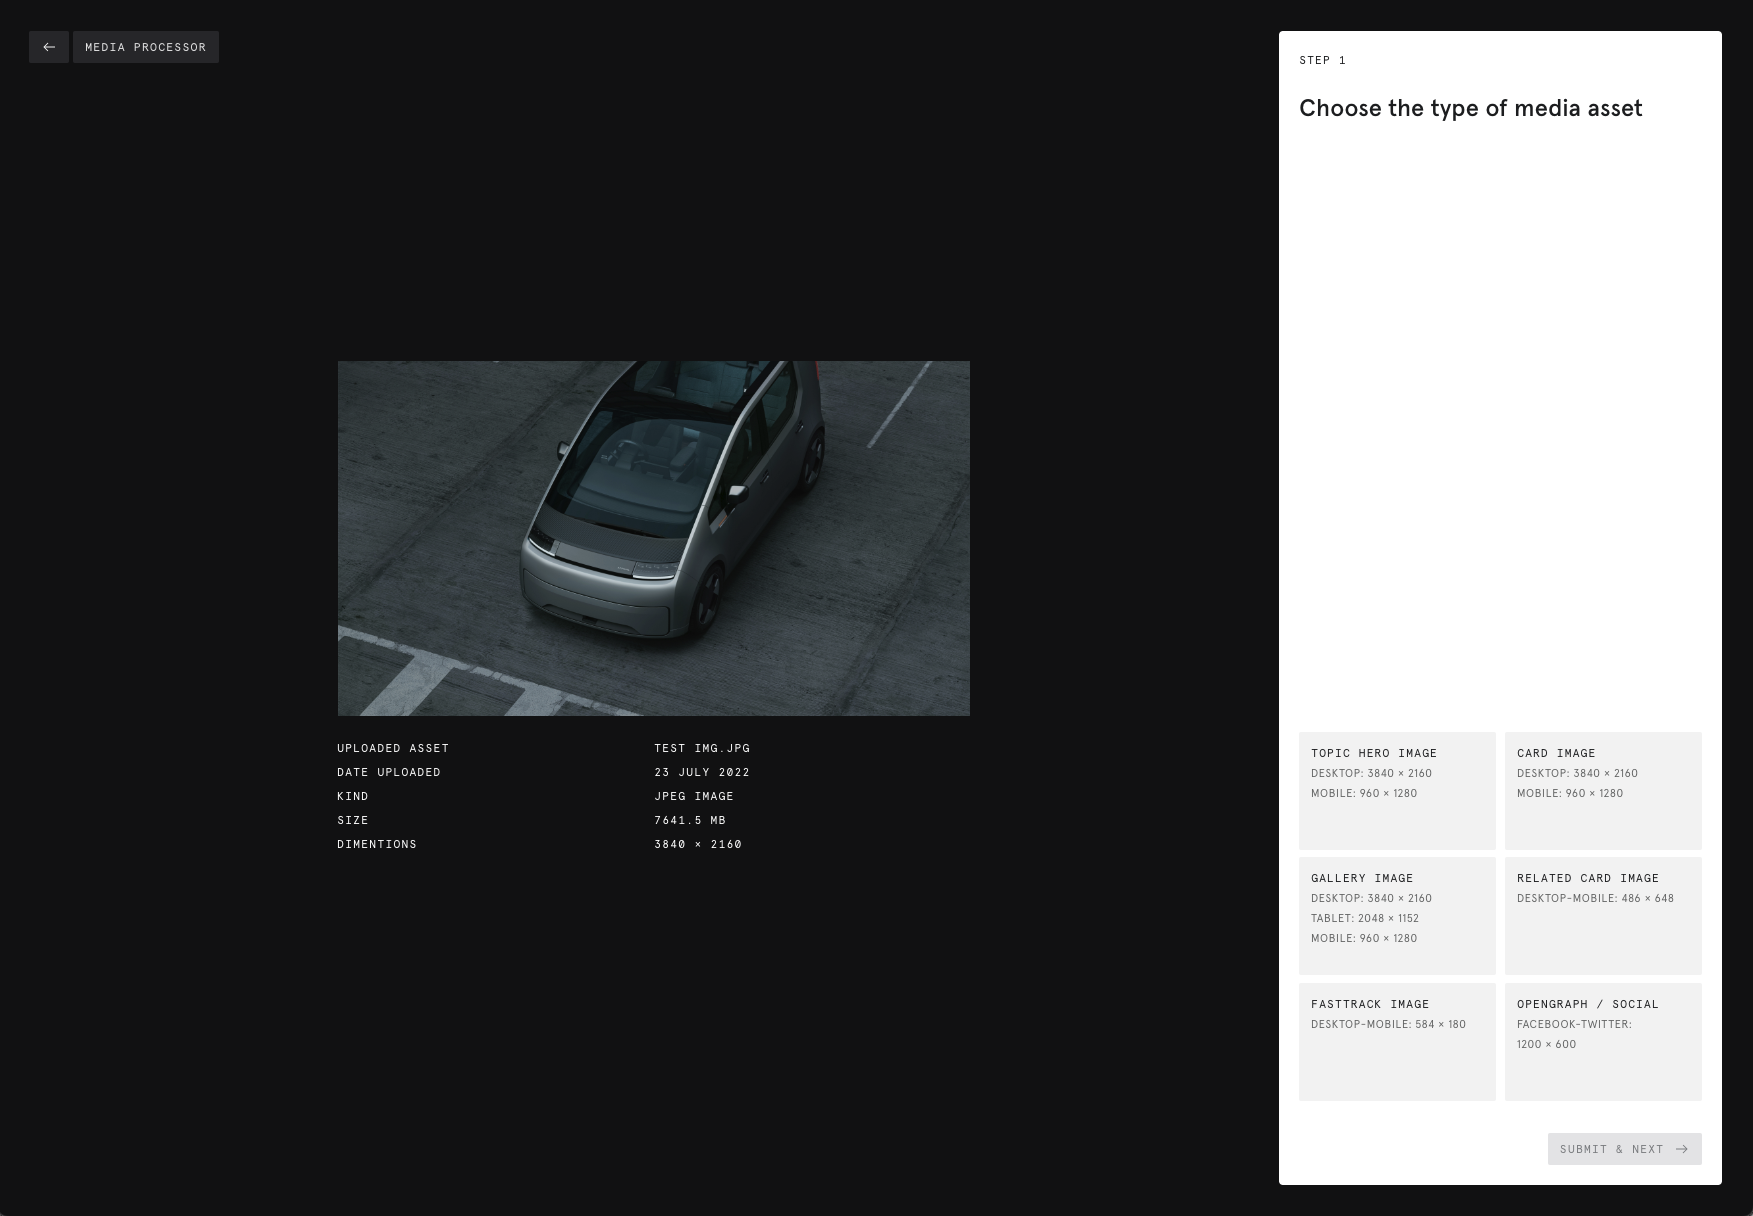 MEDIA PROCESSOR
STEP 1
Choose the type of media asset
UPLOADED ASSET TEST IMG.JPG
DATE UPLOADED 23 JULY 2022
KIND JPEG IMAGE
SIZE 7641.5 MB
DIMENTIONS 3840 × 2160
TOPIC HERO IMAGE
DESKTOP: 3840 × 2160
MOBILE: 960 × 1280
CARD IMAGE
DESKTOP: 3840 × 2160
MOBILE: 960 × 1280
GALLERY IMAGE
DESKTOP: 3840 × 2160
TABLET: 2048 × 1152
MOBILE: 960 × 1280
RELATED CARD IMAGE
DESKTOP-MOBILE: 486 × 648
FASTTRACK IMAGE
DESKTOP-MOBILE: 584 × 180
OPENGRAPH / SOCIAL
FACEBOOK-TWITTER:
1200 × 600
SUBMIT & NEXT